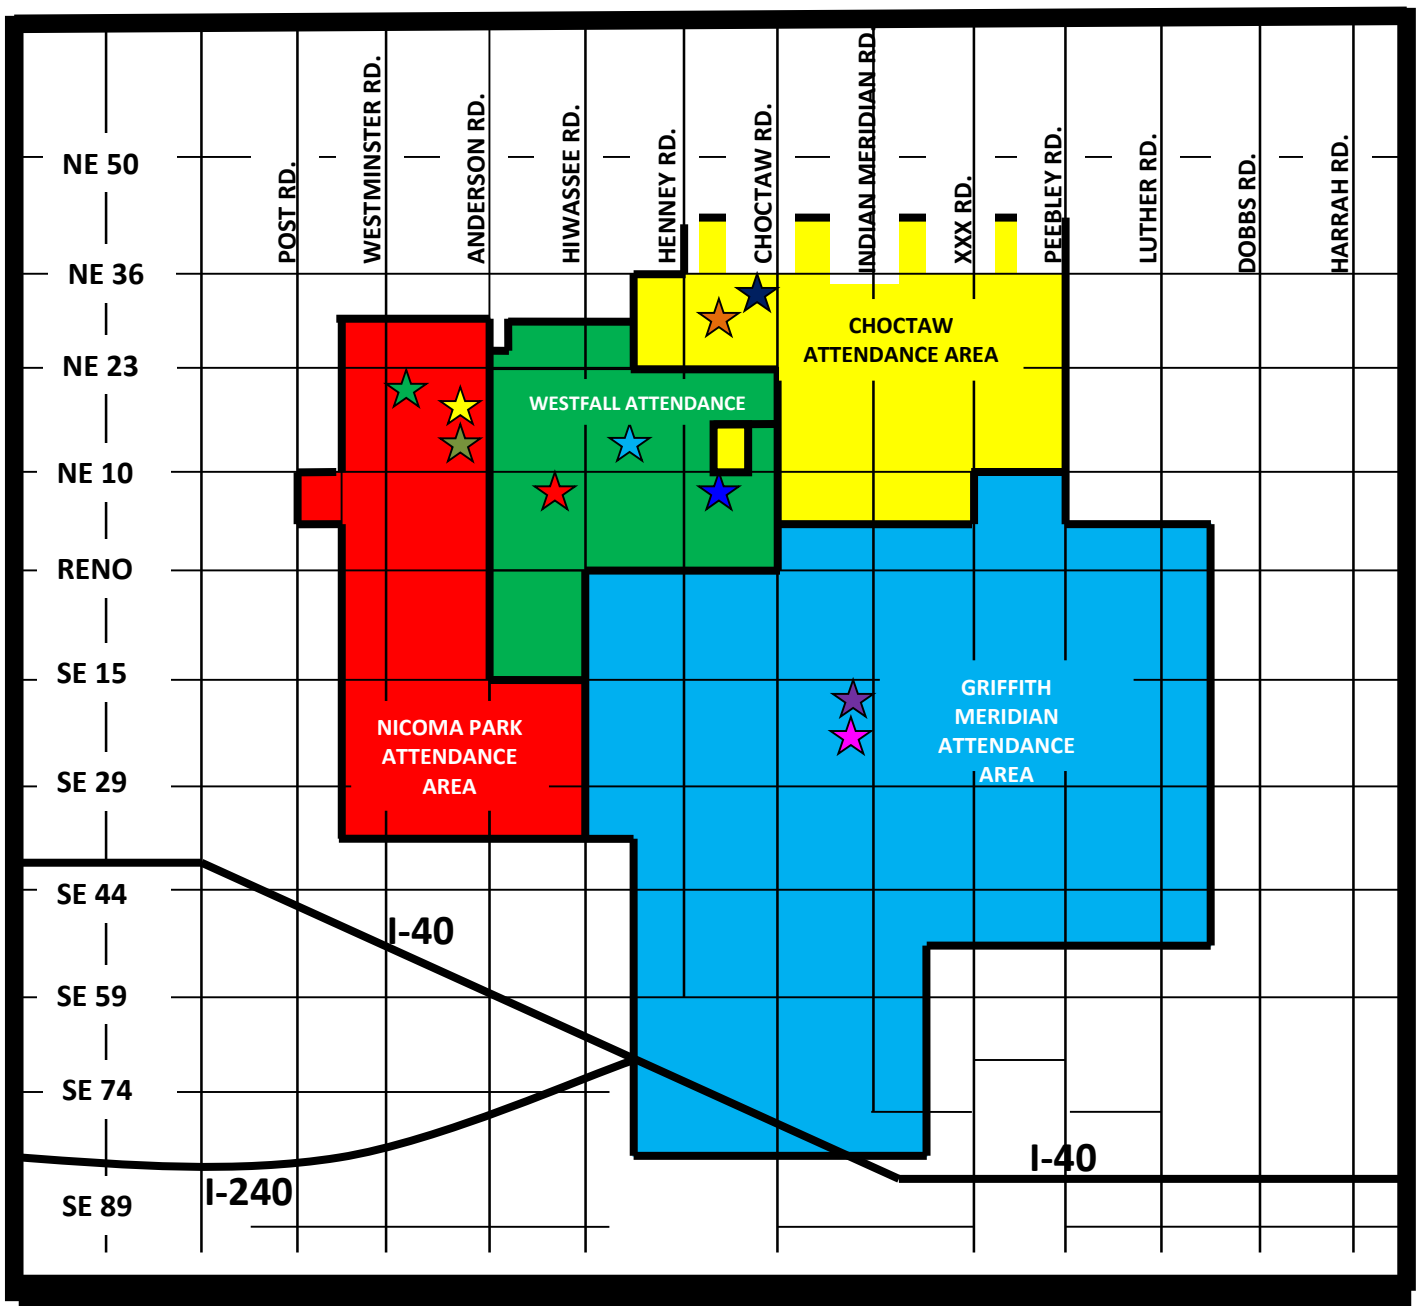 POST RD.
WESTMINSTER RD.
ANDERSON RD.
HIWASSEE RD.
HENNEY RD.
CHOCTAW RD.
INDIAN MERIDIAN RD
XXX RD.
PEEBLEY RD.
LUTHER RD.
DOBBS RD.
HARRAH RD.
NE 50
NE 36
NE 23
NE 10
RENO
SE 15
SE 29
SE 44
SE 59
SE 74
SE 89
CHOCTAW
ATTENDANCE AREA
WESTFALL ATTENDANCE
NICOMA PARK
ATTENDANCE
AREA
GRIFFITH
MERIDIAN
ATTENDANCE
AREA
I-40
I-240
I-40